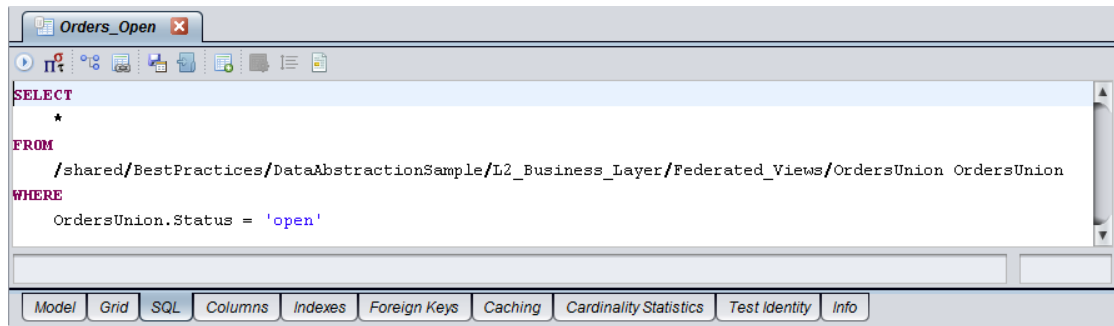 Orders_Open
SELECT
*
FROM
/shared/BestPractices/DataAbstractionSample/L2_Business_Layer/Federated_Views/OrdersUnion OrdersUnion
WHERE
OrdersUnion.Status = 'open'
Model Grid SQL Columns Indexes Foreign Keys Caching Cardinality Statistics Test Identity Info